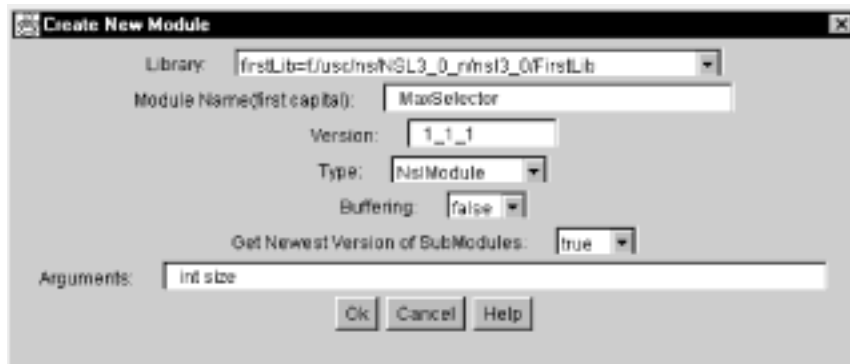 Create New Module
Library: firstLib=f:/usc/ns/NSL3_0_n/nsl3_0/FirstLib
Module Name(first capital): MaxSelector
Version: 1_1_1
Type: NslModule
Buffering: false
Get Newest Version of SubModules: true
Arguments: int size
Ok Cancel Help